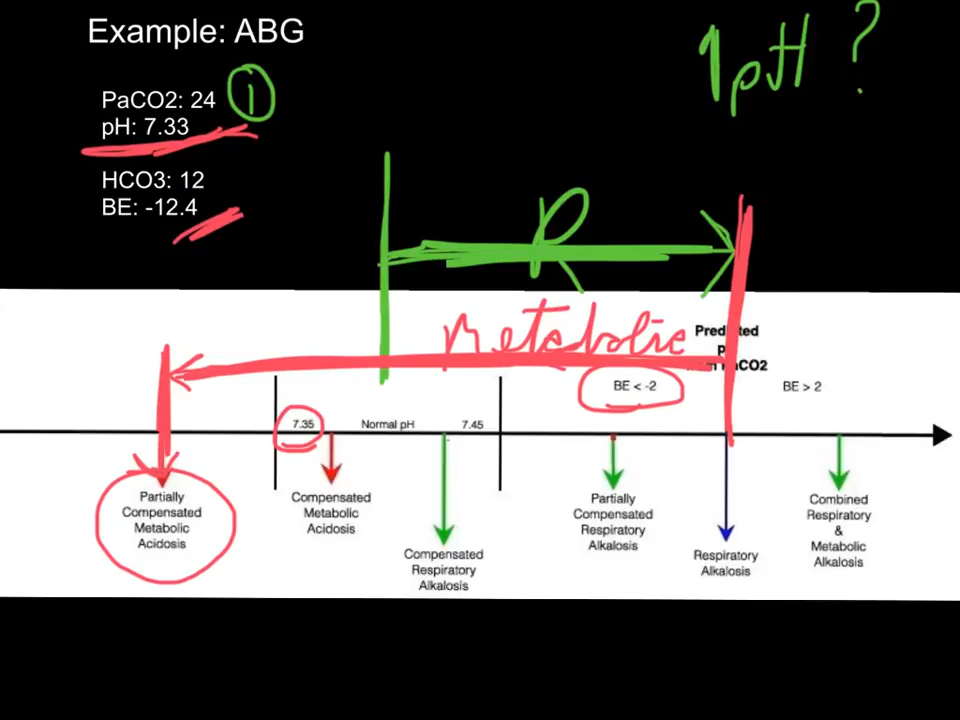 Example: ABG
PaCO2: 24
pH: 7.33
HCO3: 12
BE: -12.4
1
↑pH ?
R
Metabolic
BE < -2
BE > 2
7.35
Normal pH
7.45
Partially
Compensated
Metabolic
Acidosis
Compensated
Metabolic
Acidosis
Compensated
Respiratory
Alkalosis
Partially
Compensated
Respiratory
Alkalosis
Respiratory
Alkalosis
Combined
Respiratory
&
Metabolic
Alkalosis